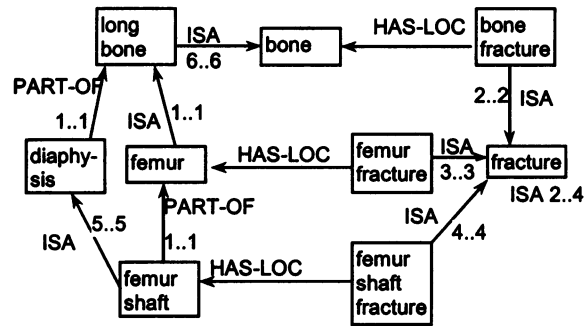 long
bone
ISA
6..6
bone
HAS-LOC
bone
fracture
PART-OF
1..1
ISA
1..1
2..2
ISA
diaphy-
sis
femur
HAS-LOC
femur
fracture
ISA
3..3
fracture
ISA 2..4
PART-OF
1..1
ISA
5..5
ISA
4..4
femur
shaft
HAS-LOC
femur
shaft
fracture